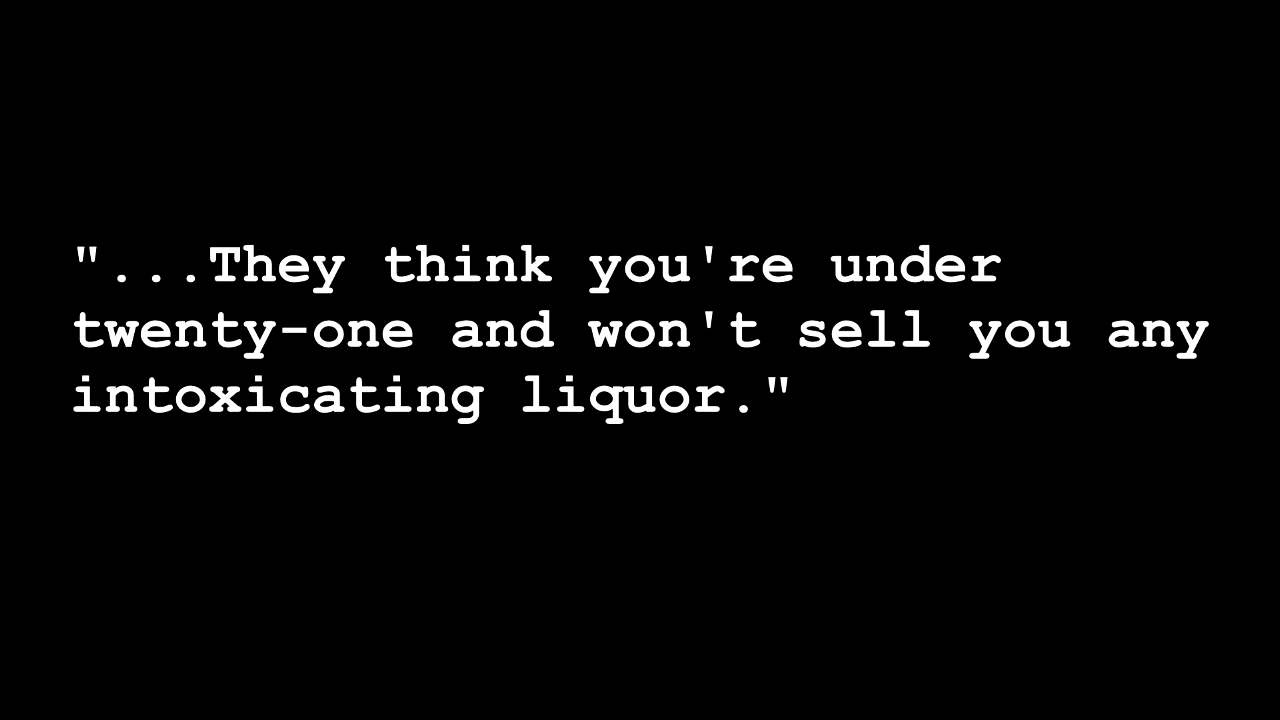 "...They think you're under
twenty-one and won't sell you any
intoxicating liquor."